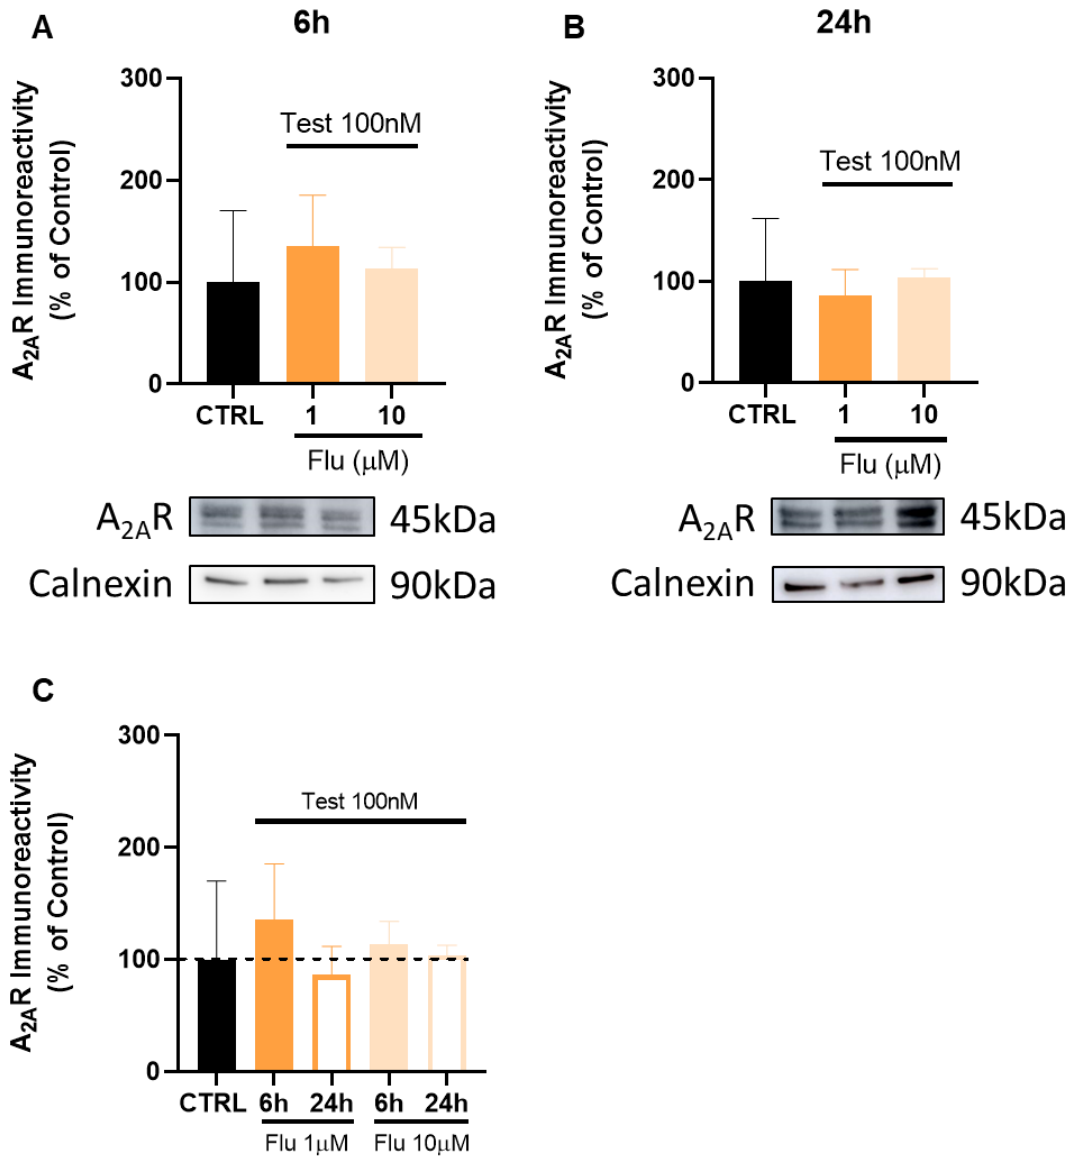 A
6h
A2AR Immunoreactivity
(% of Control)
300
200
100
0
Test 100nM
CTRL
1
10
Flu (μM)
A2AR
45kDa
Calnexin
90kDa
B
24h
A2AR Immunoreactivity
(% of Control)
300
200
100
0
Test 100nM
CTRL
1
10
Flu (μM)
A2AR
45kDa
Calnexin
90kDa
C
A2AR Immunoreactivity
(% of Control)
300
200
100
0
Test 100nM
CTRL
6h
24h
6h
24h
Flu 1μM
Flu 10μM